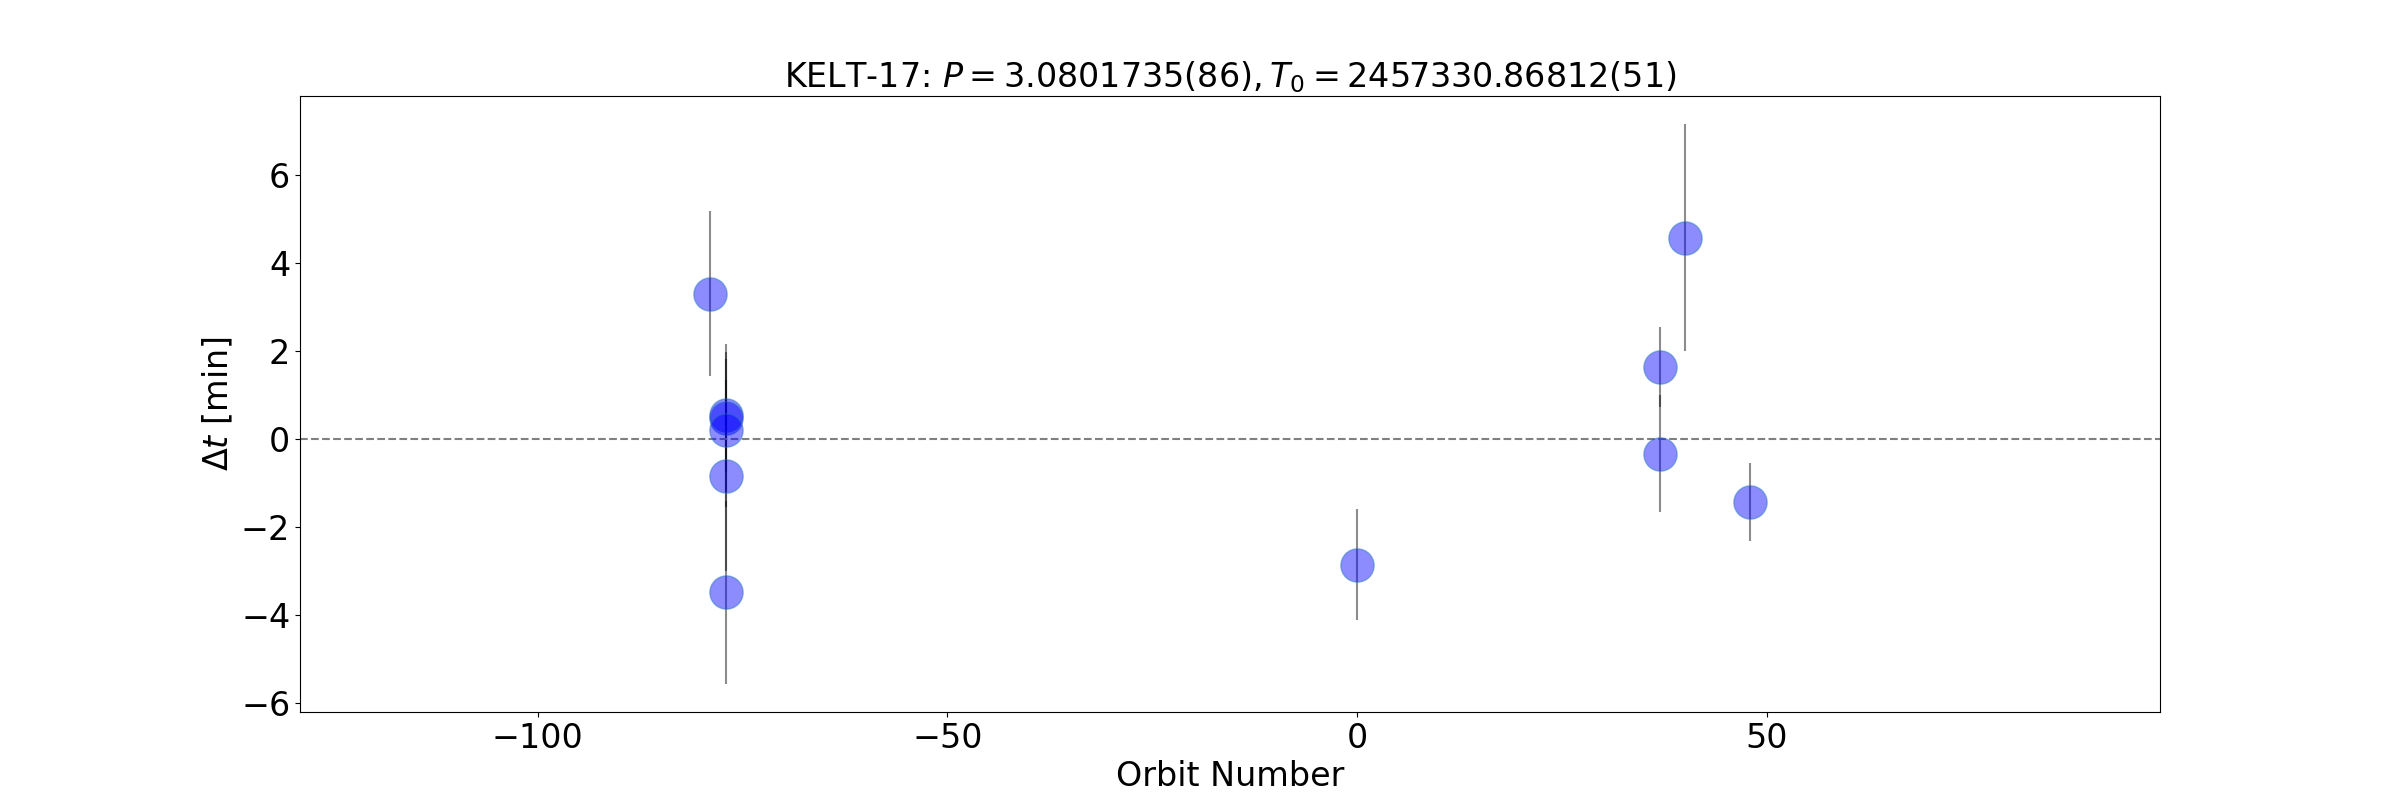 KELT-17: P = 3.0801735(86), T₀ = 2457330.86812(51)
6
4
2
0
−2
−4
−6
Δt [min]
−100 −50 0 50
Orbit Number